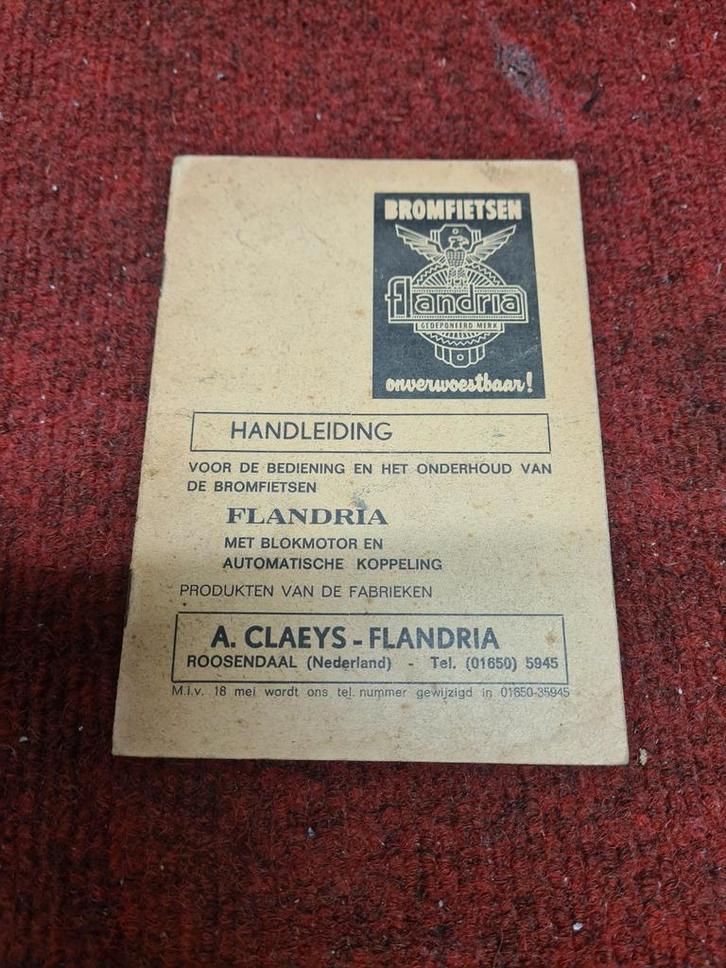 BROMFIETSEN
flandria
GEDEPONEERD MERK
onverwoestbaar!
HANDLEIDING
VOOR DE BEDIENING EN HET ONDERHOUD VAN
DE BROMFIETSEN
FLANDRIA
MET BLOKMOTOR EN
AUTOMATISCHE KOPPELING
PRODUKTEN VAN DE FABRIEKEN
A. CLAEYS - FLANDRIA
ROOSENDAAL (Nederland) - Tel. (01650) 5945
M.i.v. 18 mei wordt ons tel. nummer gewijzigd in 01650-35945